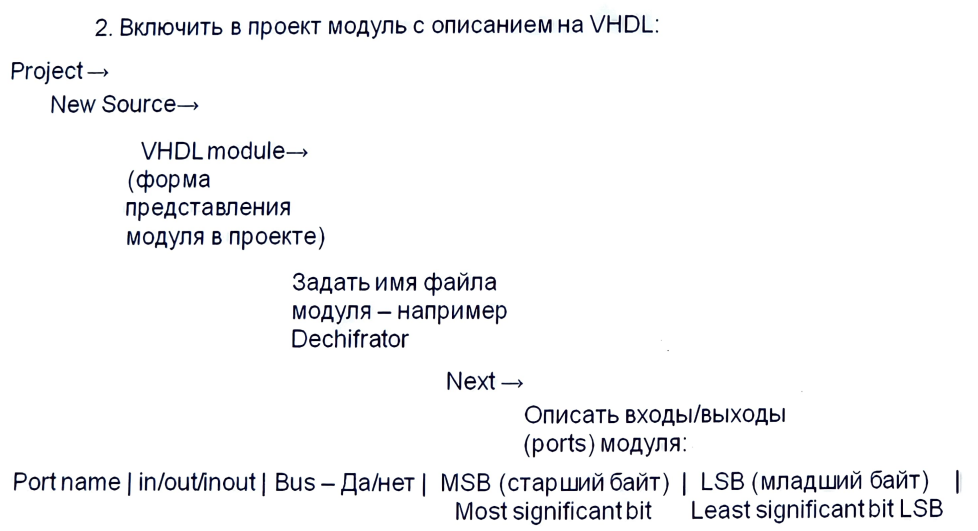 2. Включить в проект модуль с описанием на VHDL:
Project →
New Source→
VHDL module→
(форма
представления
модуля в проекте)
Задать имя файла
модуля – например
Dechifrator
Next →
Описать входы/выходы
(ports) модуля:
Port name | in/out/inout | Bus – Да/нет | MSB (старший байт) | LSB (младший байт) |
Most significant bit Least significant bit LSB